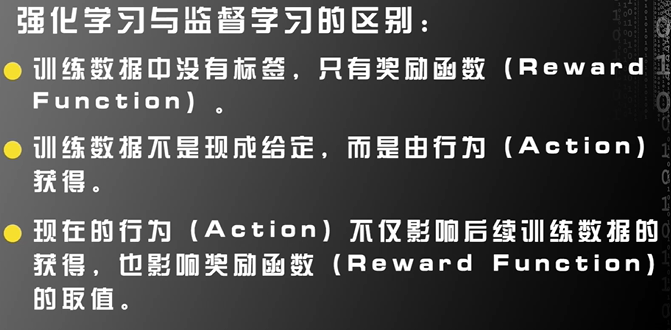 强化学习与监督学习的区别：
训练数据中没有标签，只有奖励函数（Reward
Function）。
训练数据不是现成给定，而是由行为（Action）
获得。
现在的行为（Action）不仅影响后续训练数据的
获得，也影响奖励函数（Reward Function）
的取值。